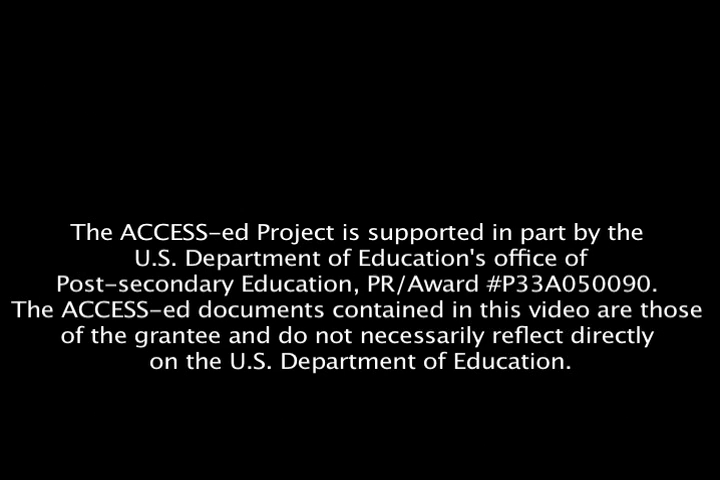 The ACCESS-ed Project is supported in part by the
U.S. Department of Education's office of
Post-secondary Education, PR/Award #P33A050090.
The ACCESS-ed documents contained in this video are those
of the grantee and do not necessarily reflect directly
on the U.S. Department of Education.